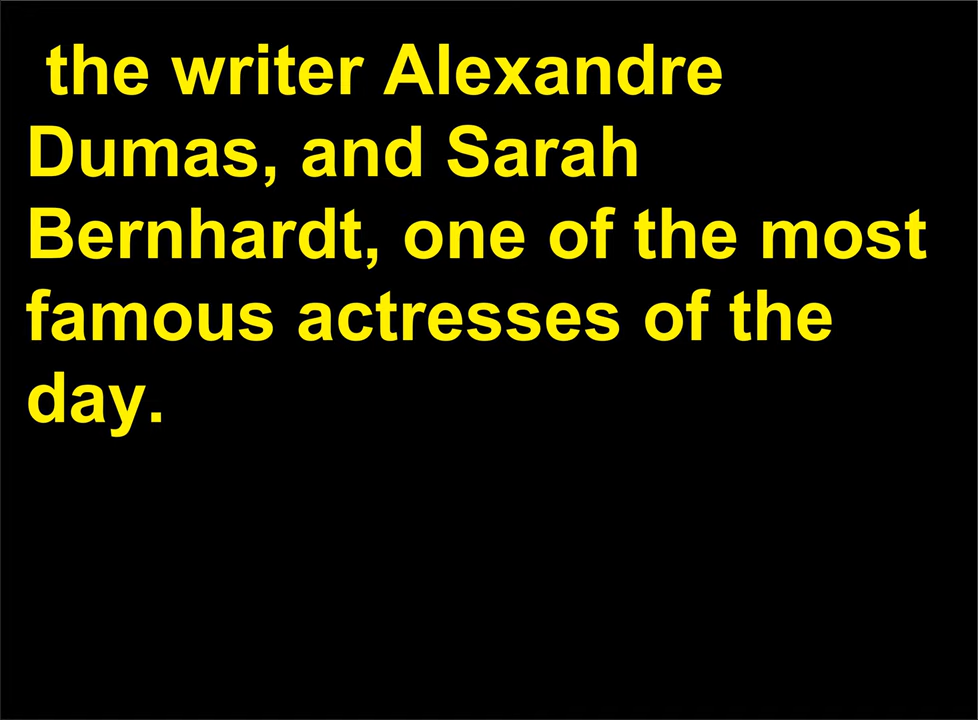 the writer Alexandre
Dumas, and Sarah
Bernhardt, one of the most
famous actresses of the
day.